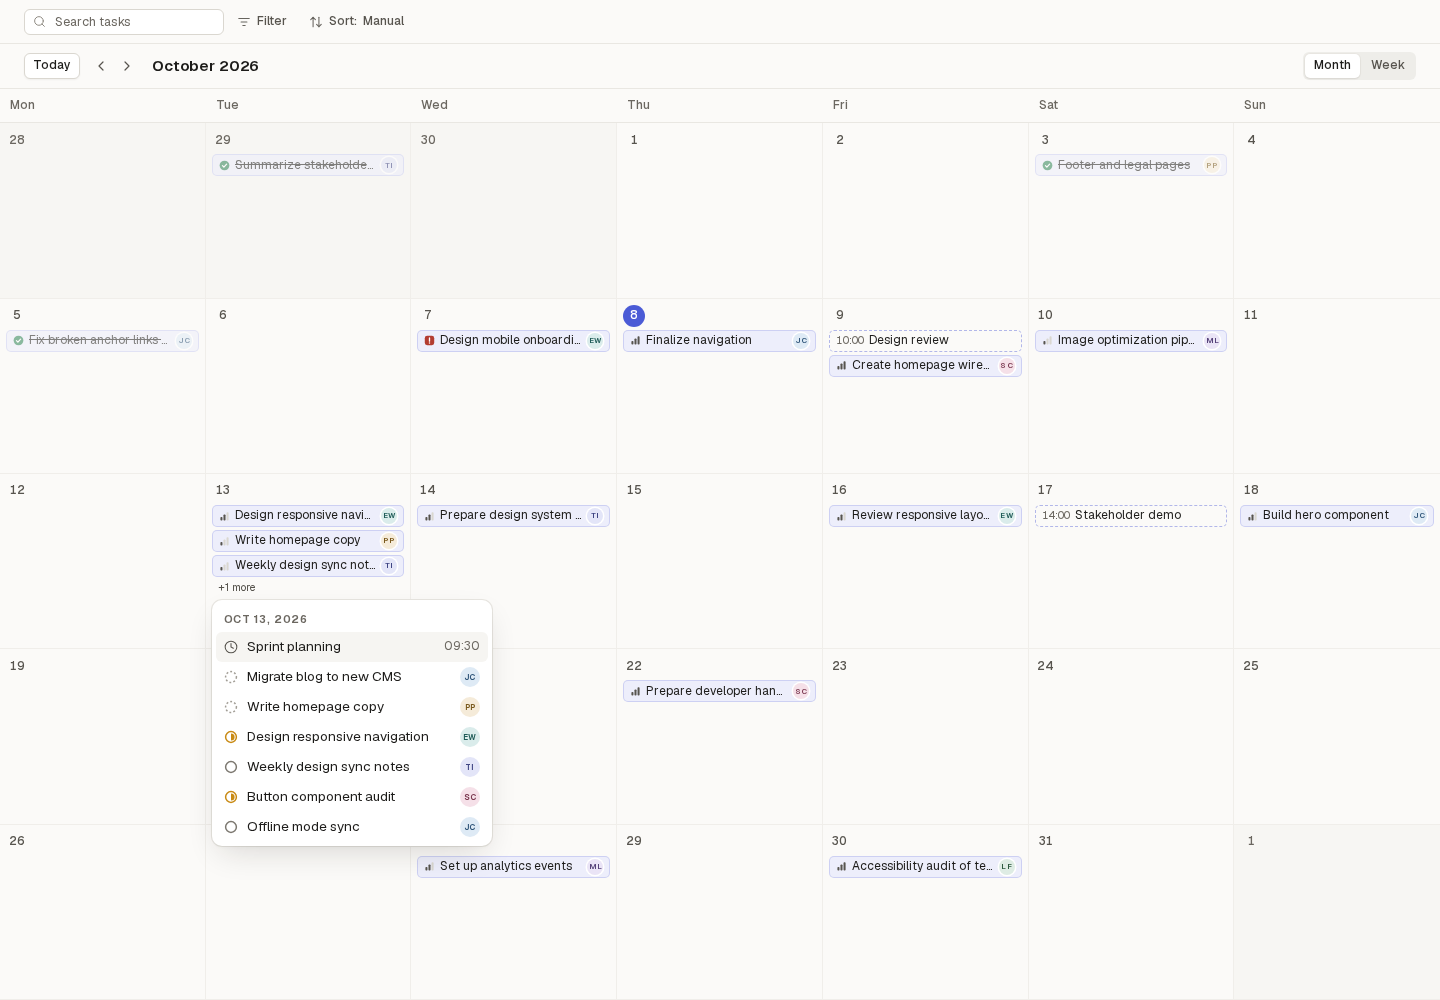 Search tasks
Filter
Sort: Manual
Today
October 2026
Month
Week
Mon
Tue
Wed
Thu
Fri
Sat
Sun
28
29
30
1
2
3
4
Summarize stakeholde… TI
Footer and legal pages PP
5
6
7
8
9
10
11
Fix broken anchor links… JC
Design mobile onboardi… EW
Finalize navigation JC
10:00 Design review
Image optimization pip… ML
Create homepage wire… SC
12
13
14
15
16
17
18
Design responsive navi… EW
Prepare design system … TI
Review responsive layo… EW
14:00 Stakeholder demo
Build hero component JC
Write homepage copy PP
Weekly design sync not… TI
+1 more
OCT 13, 2026
Sprint planning 09:30
Migrate blog to new CMS JC
Write homepage copy PP
Design responsive navigation EW
Weekly design sync notes TI
Button component audit SC
Offline mode sync JC
19
22
23
24
25
Prepare developer han… SC
26
29
30
31
1
Set up analytics events ML
Accessibility audit of te… LF